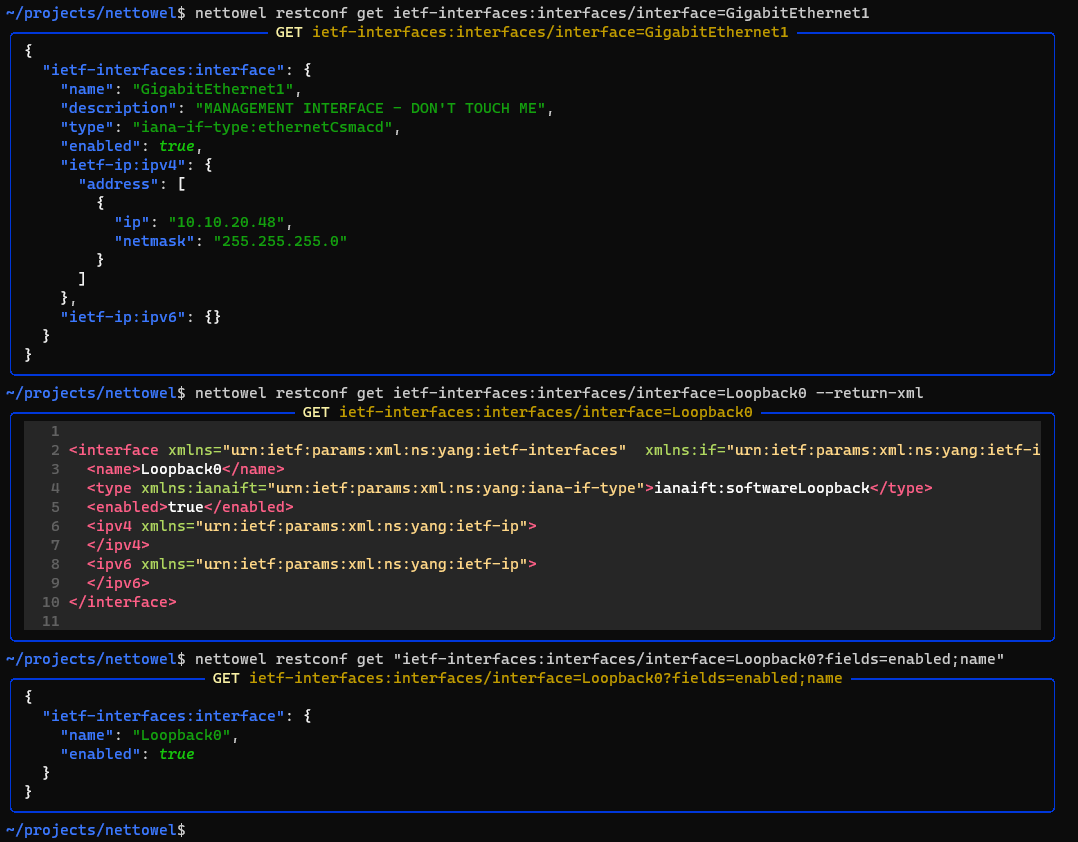 ~/projects/nettowel$ nettowel restconf get ietf-interfaces:interfaces/interface=GigabitEthernet1
GET ietf-interfaces:interfaces/interface=GigabitEthernet1
{
  "ietf-interfaces:interface": {
    "name": "GigabitEthernet1",
    "description": "MANAGEMENT INTERFACE - DON'T TOUCH ME",
    "type": "iana-if-type:ethernetCsmacd",
    "enabled": true,
    "ietf-ip:ipv4": {
      "address": [
        {
          "ip": "10.10.20.48",
          "netmask": "255.255.255.0"
        }
      ]
    },
    "ietf-ip:ipv6": {}
  }
}
~/projects/nettowel$ nettowel restconf get ietf-interfaces:interfaces/interface=Loopback0 --return-xml
GET ietf-interfaces:interfaces/interface=Loopback0
1
2 <interface xmlns="urn:ietf:params:xml:ns:yang:ietf-interfaces"  xmlns:if="urn:ietf:params:xml:ns:yang:ietf-i
3   <name>Loopback0</name>
4   <type xmlns:ianaift="urn:ietf:params:xml:ns:yang:iana-if-type">ianaift:softwareLoopback</type>
5   <enabled>true</enabled>
6   <ipv4 xmlns="urn:ietf:params:xml:ns:yang:ietf-ip">
7   </ipv4>
8   <ipv6 xmlns="urn:ietf:params:xml:ns:yang:ietf-ip">
9   </ipv6>
10 </interface>
11
~/projects/nettowel$ nettowel restconf get "ietf-interfaces:interfaces/interface=Loopback0?fields=enabled;name"
GET ietf-interfaces:interfaces/interface=Loopback0?fields=enabled;name
{
  "ietf-interfaces:interface": {
    "name": "Loopback0",
    "enabled": true
  }
}
~/projects/nettowel$